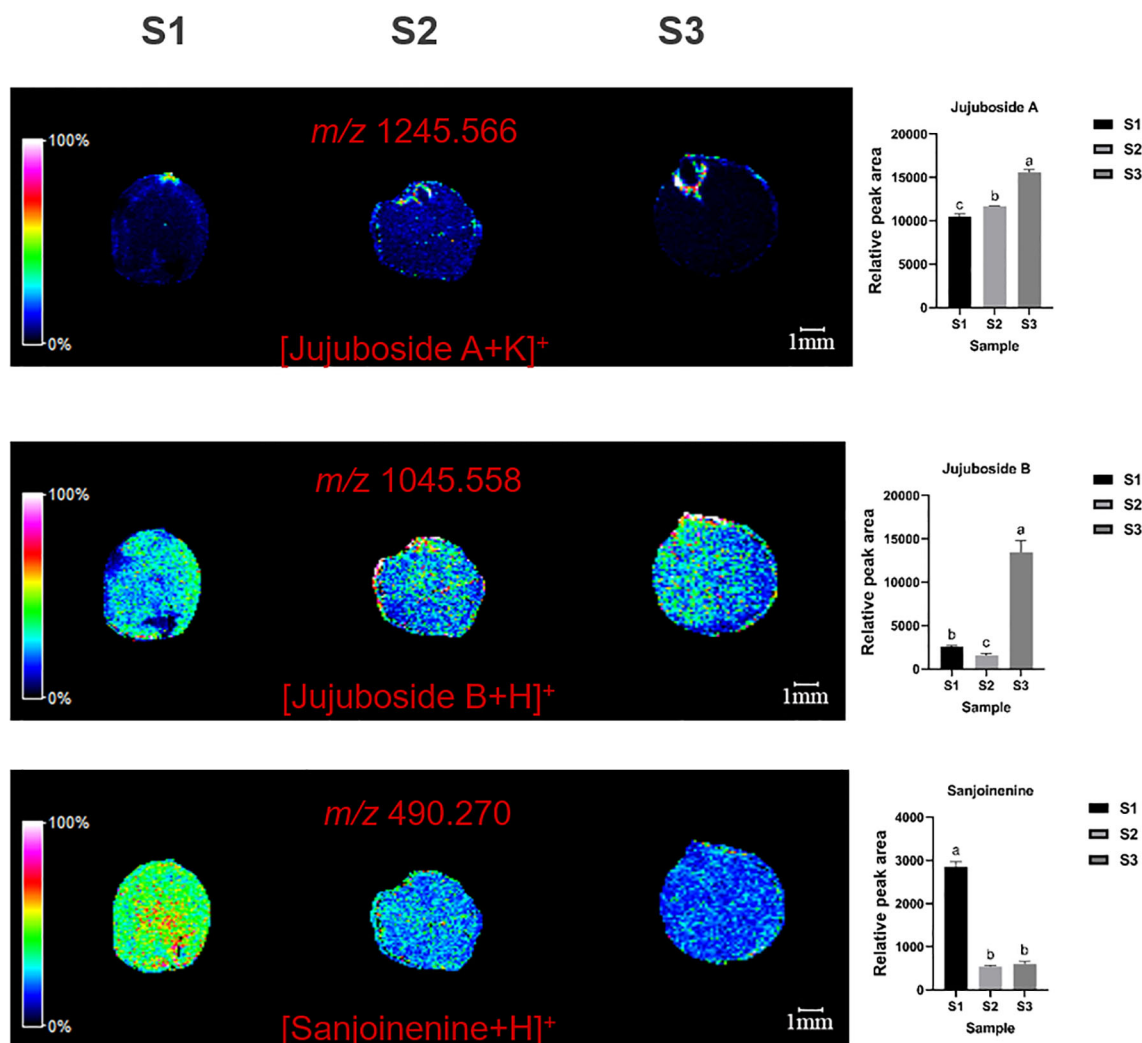 S1 S2 S3
100%
0%
m/z 1245.566
[Jujuboside A+K]+
1mm
Jujuboside A
Relative peak area
20000
15000
10000
5000
0
c b a
S1 S2 S3
Sample
S1
S2
S3
100%
0%
m/z 1045.558
[Jujuboside B+H]+
1mm
Jujuboside B
Relative peak area
20000
15000
10000
5000
0
b c a
S1 S2 S3
Sample
S1
S2
S3
100%
0%
m/z 490.270
[Sanjoinenine+H]+
1mm
Sanjoinenine
Relative peak area
4000
3000
2000
1000
0
a b b
S1 S2 S3
Sample
S1
S2
S3